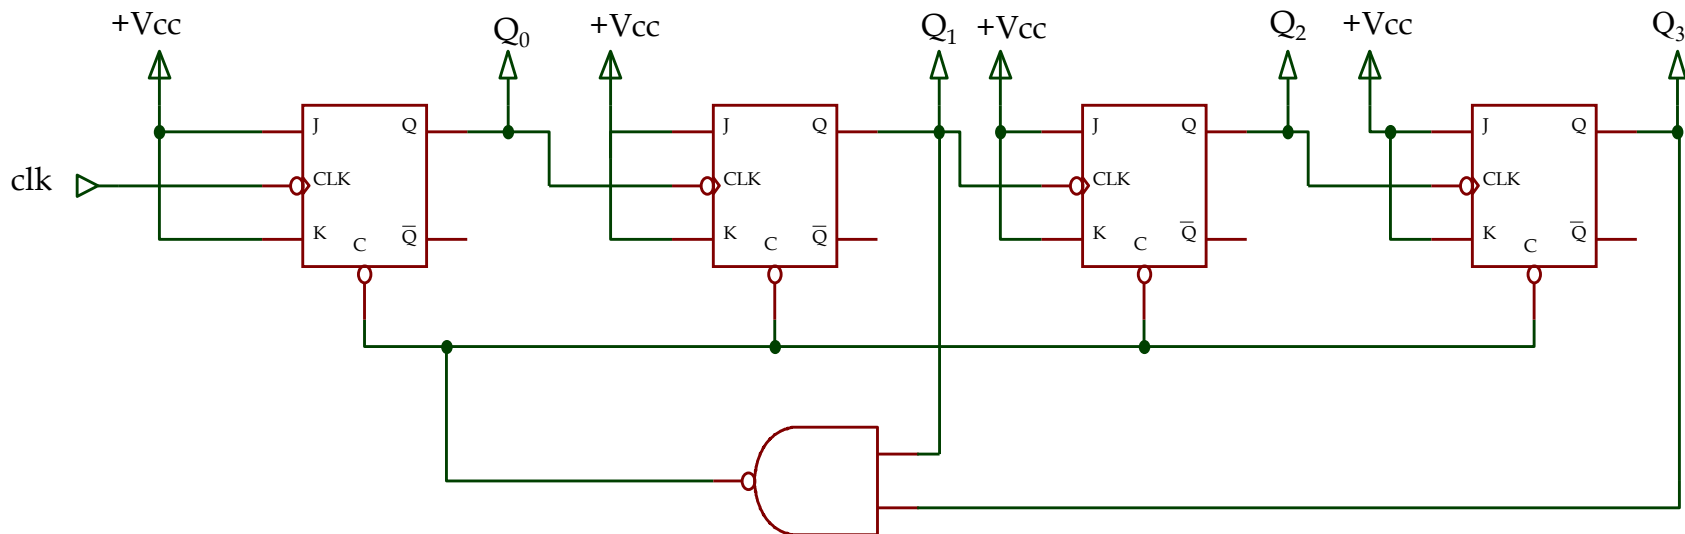 +Vcc Q₀ +Vcc Q₁ +Vcc Q₂ +Vcc Q₃
J Q J Q J Q J Q
clk CLK CLK CLK CLK
K C Q̅ K C Q̅ K C Q̅ K C Q̅